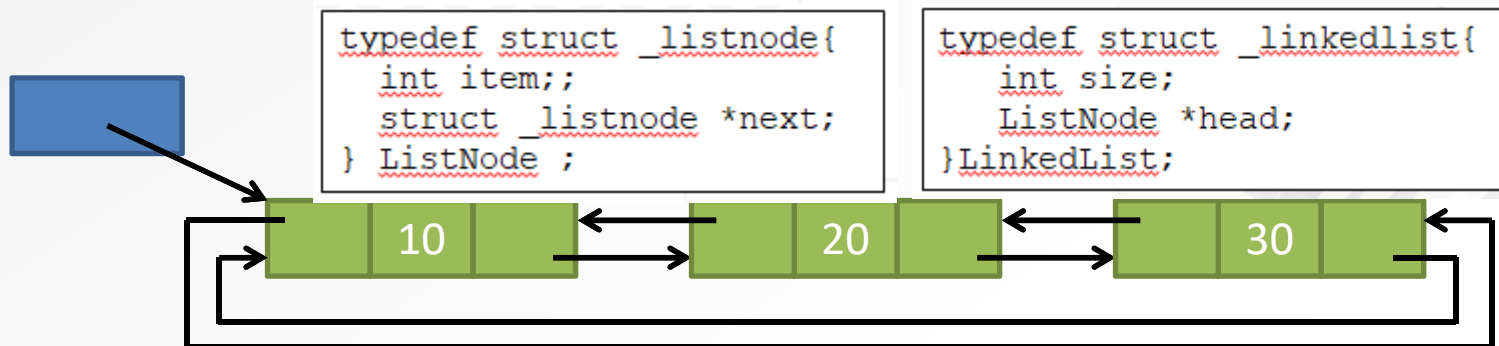 typedef struct _listnode{
int item;;
struct _listnode *next;
} ListNode ;
typedef struct _linkedlist{
int size;
ListNode *head;
}LinkedList;
10
20
30